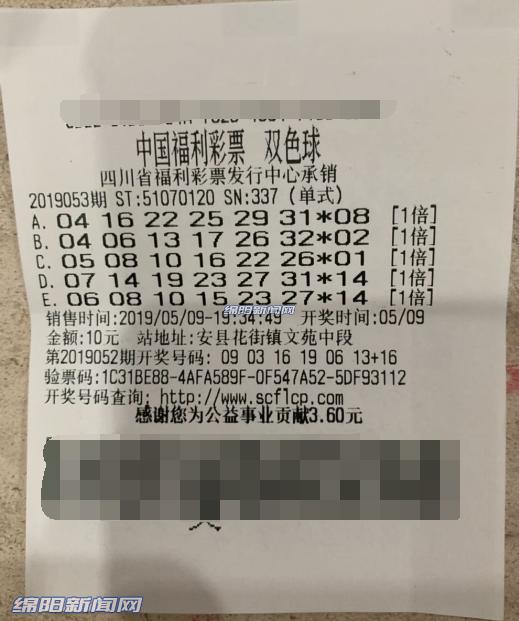 中国福利彩票 双色球
四川省福利彩票发行中心承销
2019053期 ST:51070120 SN:337 (单式)
A. 04 16 22 25 29 31*08 [1倍]
B. 04 06 13 17 26 32*02 [1倍]
C. 05 08 10 16 22 26*01 [1倍]
D. 07 14 19 23 27 31*14 [1倍]
E. 06 08 10 15 23 27*14 [1倍]
绵阳新闻网
销售时间:2019/05/09-19:34:49 开奖时间:05/09
金额:10元 站地址:安县花街镇文苑中段
第2019052期开奖号码: 09 03 16 19 06 13+16
验票码:1C31BE88-4AFA589F-0F547A52-5DF93112
开奖号码查询: http://www.scflcp.com
感谢您为公益事业贡献3.60元
绵阳新闻网